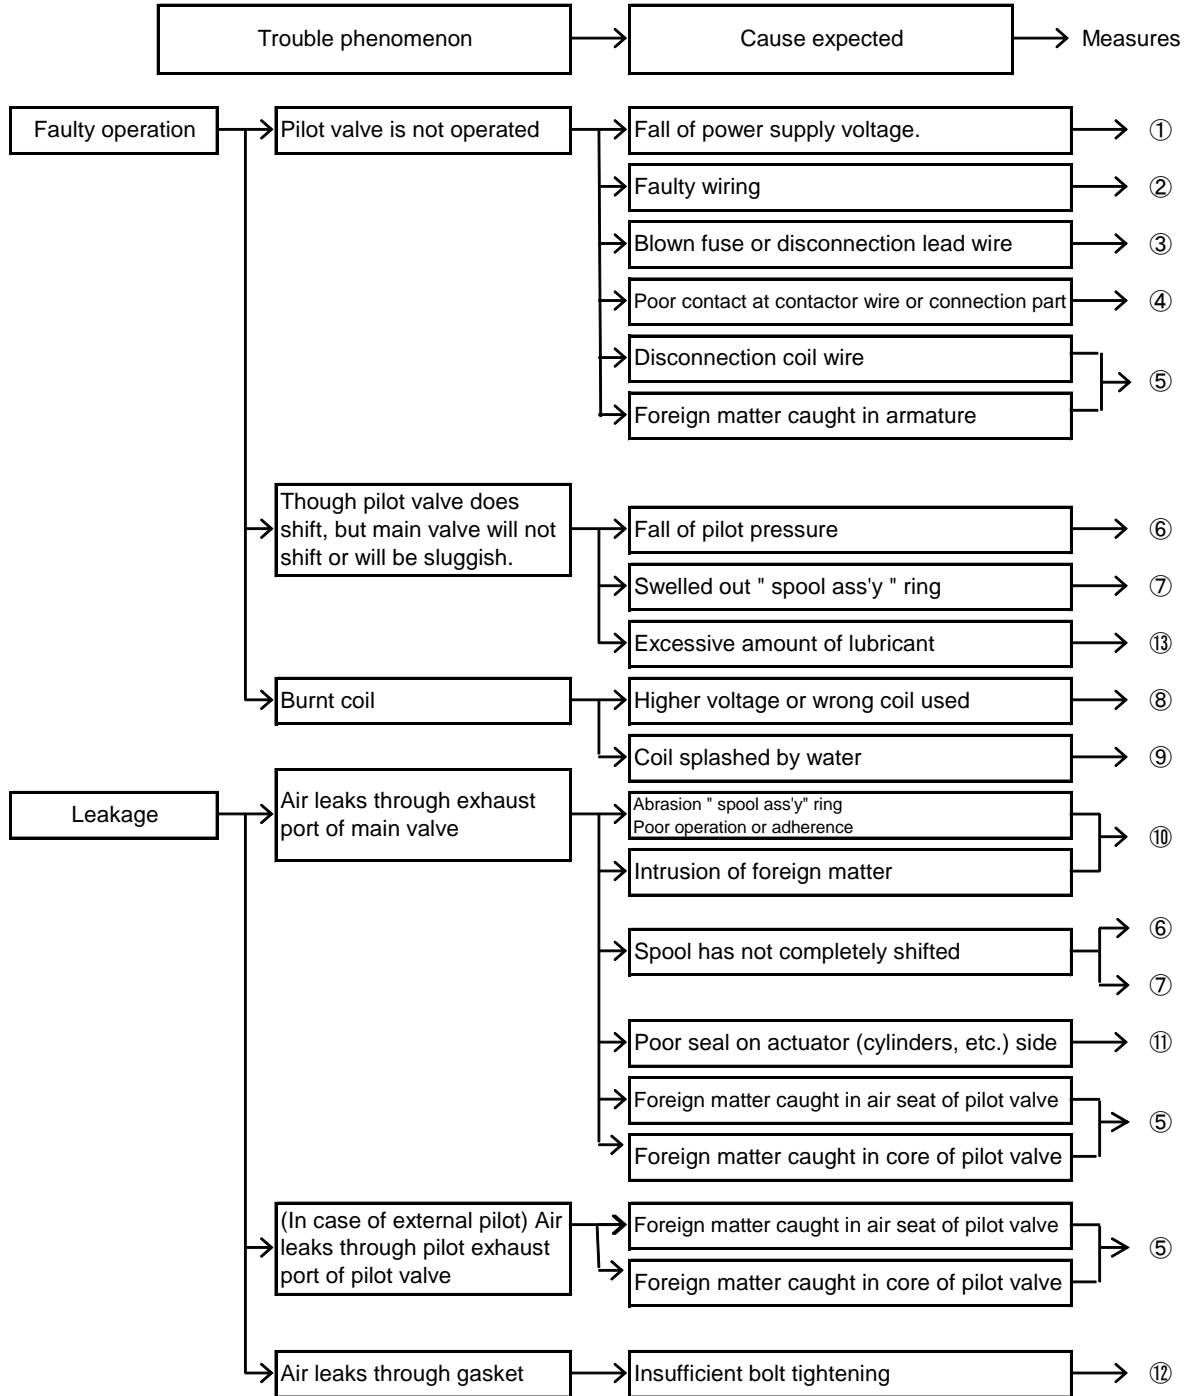 Trouble phenomenon
Cause expected
Measures
Faulty operation
Pilot valve is not operated
Fall of power supply voltage.
①
Faulty wiring
②
Blown fuse or disconnection lead wire
③
Poor contact at contactor wire or connection part
④
Disconnection coil wire
⑤
Foreign matter caught in armature
Though pilot valve does
shift, but main valve will not
shift or will be sluggish.
Fall of pilot pressure
⑥
Swelled out " spool ass'y " ring
⑦
Excessive amount of lubricant
⑬
Burnt coil
Higher voltage or wrong coil used
⑧
Coil splashed by water
⑨
Leakage
Air leaks through exhaust
port of main valve
Abrasion " spool ass'y" ring
Poor operation or adherence
⑩
Intrusion of foreign matter
Spool has not completely shifted
⑥
⑦
Poor seal on actuator (cylinders, etc.) side
⑪
Foreign matter caught in air seat of pilot valve
⑤
Foreign matter caught in core of pilot valve
(In case of external pilot) Air
leaks through pilot exhaust
port of pilot valve
Foreign matter caught in air seat of pilot valve
⑤
Foreign matter caught in core of pilot valve
Air leaks through gasket
Insufficient bolt tightening
⑫